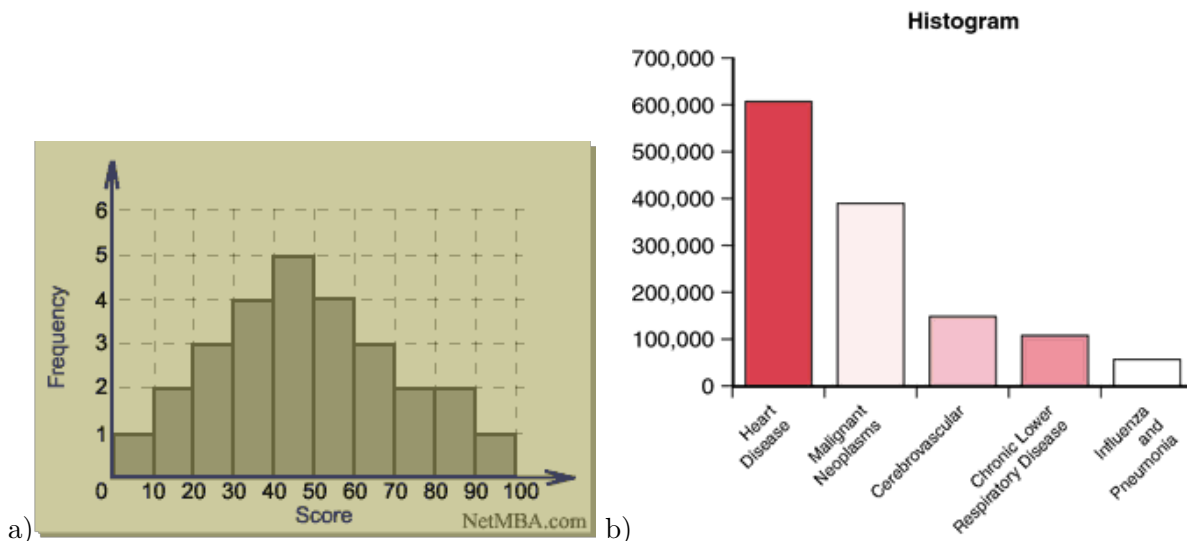 Histogram
700,000
600,000
500,000
400,000
300,000
200,000
100,000
0
Heart
Disease
Malignant
Neoplasms
Cerebrovascular
Chronic Lower
Respiratory Disease
Influenza
and
Pneumonia
b)
6
5
4
3
2
1
Frequency
0 10 20 30 40 50 60 70 80 90 100
Score
NetMBA.com
a)